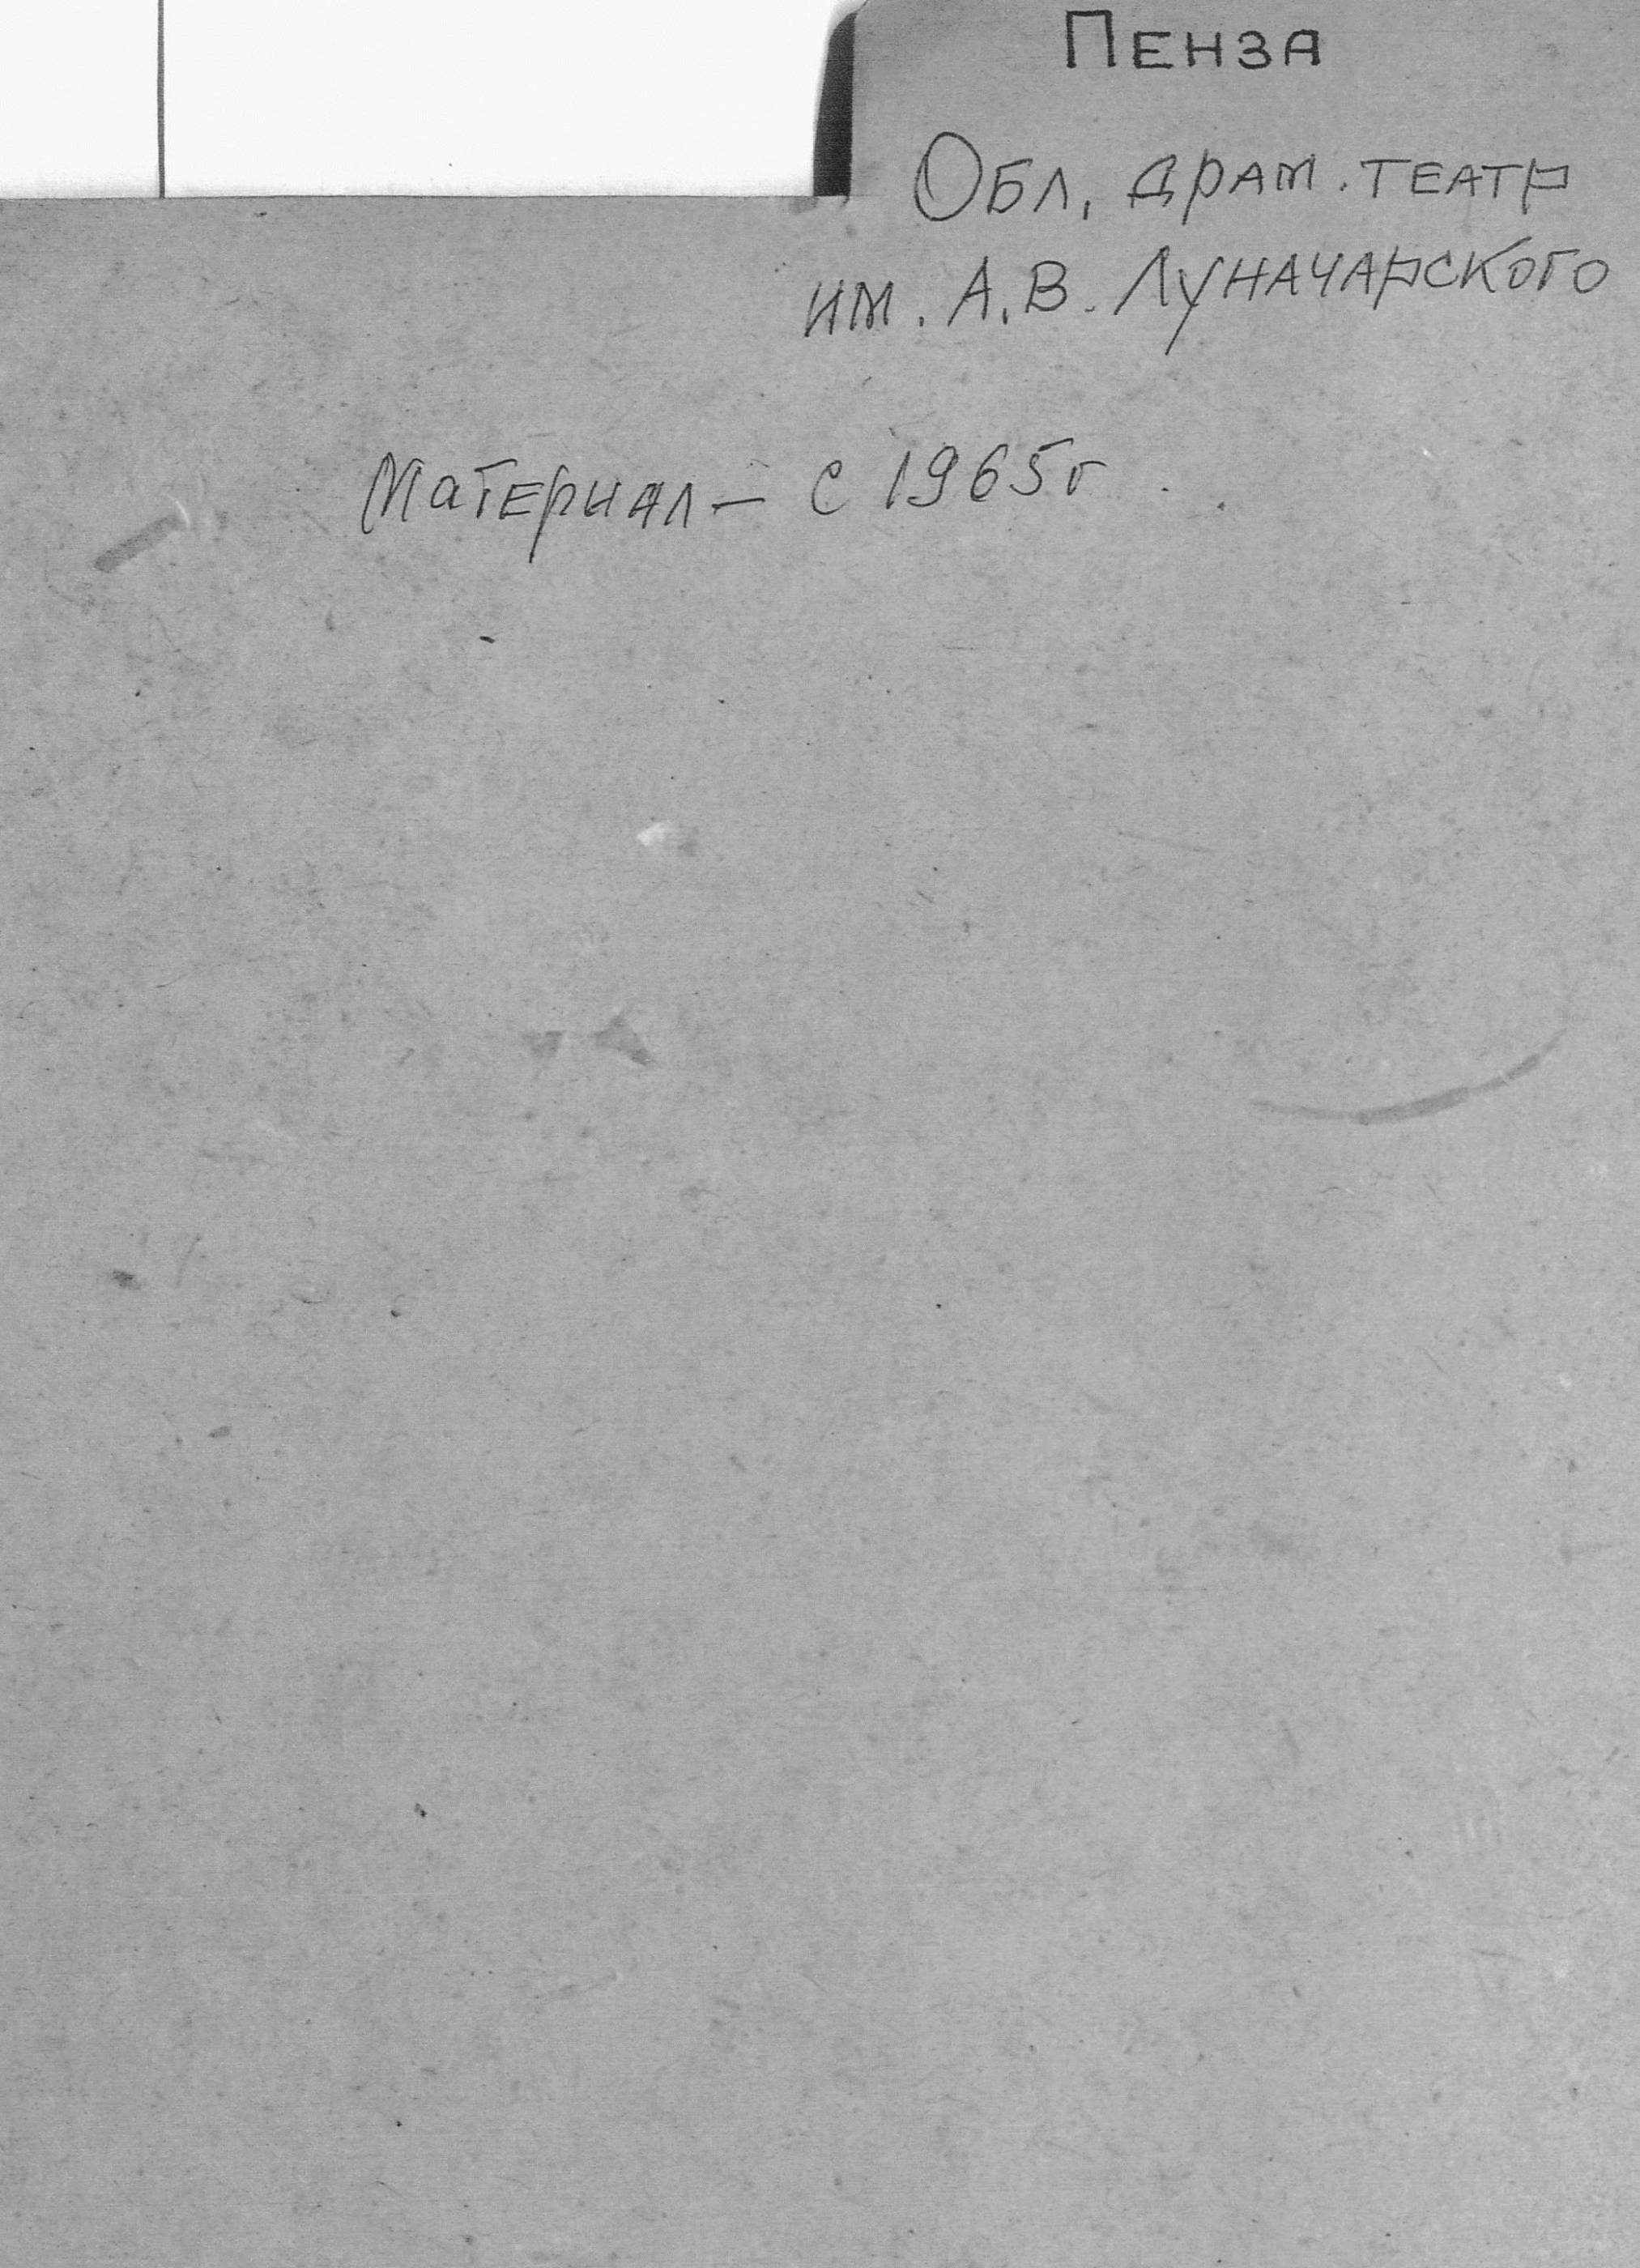 Пенза
Обл. драм. театр
им. А.В. Луначарского
Материал – с 1965г